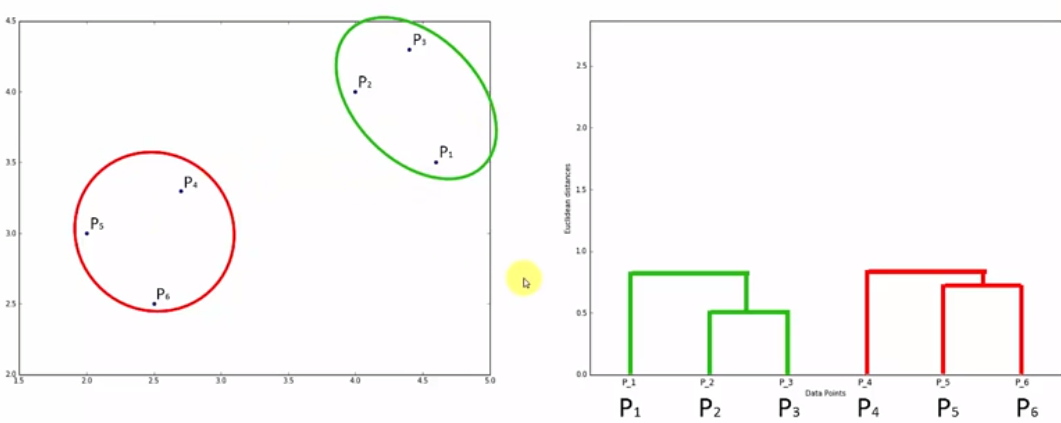 4.5
4.0
3.5
3.0
2.5
2.0
P3
P2
P1
P4
P5
P6
1.5 2.0 2.5 3.0 3.5 4.0 4.5 5.0
2.5
2.0
1.5
1.0
0.5
0.0
Euclidean distances
P_1 P_2 P_3 P_4 P_5 P_6
Data Points
P1 P2 P3 P4 P5 P6